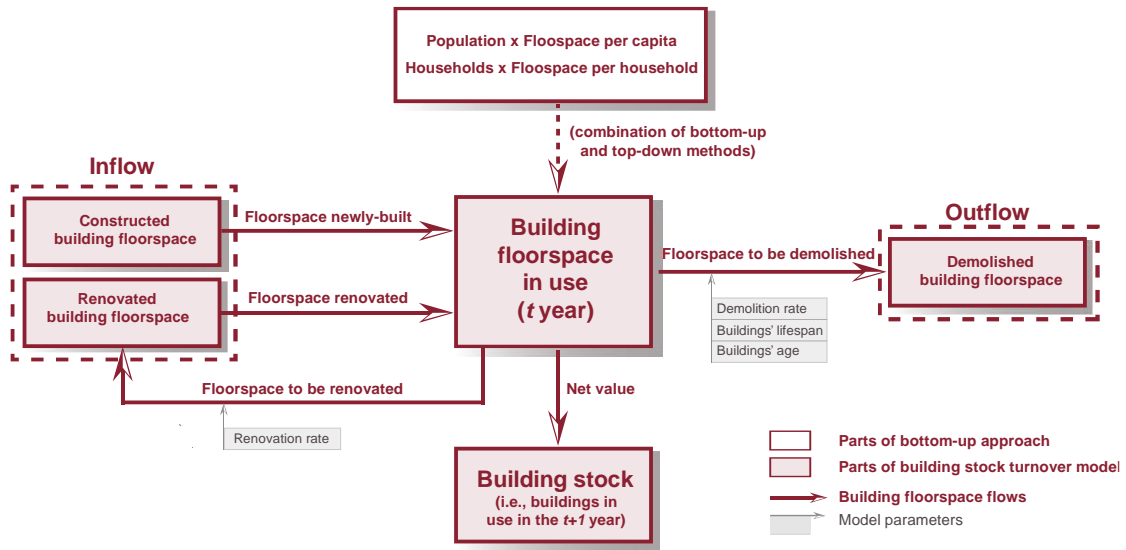 Population x Floospace per capita
Households x Floospace per household
(combination of bottom-up
and top-down methods)
Inflow
Constructed
building floorspace
Floorspace newly-built
Renovated
building floorspace
Floorspace renovated
Building
floorspace
in use
(t year)
Outflow
Floorspace to be demolished
Demolished
building floorspace
Demolition rate
Buildings' lifespan
Buildings' age
Floorspace to be renovated
Renovation rate
Net value
Building stock
(i.e., buildings in
use in the t+1 year)
Parts of bottom-up approach
Parts of building stock turnover model
Building floorspace flows
Model parameters